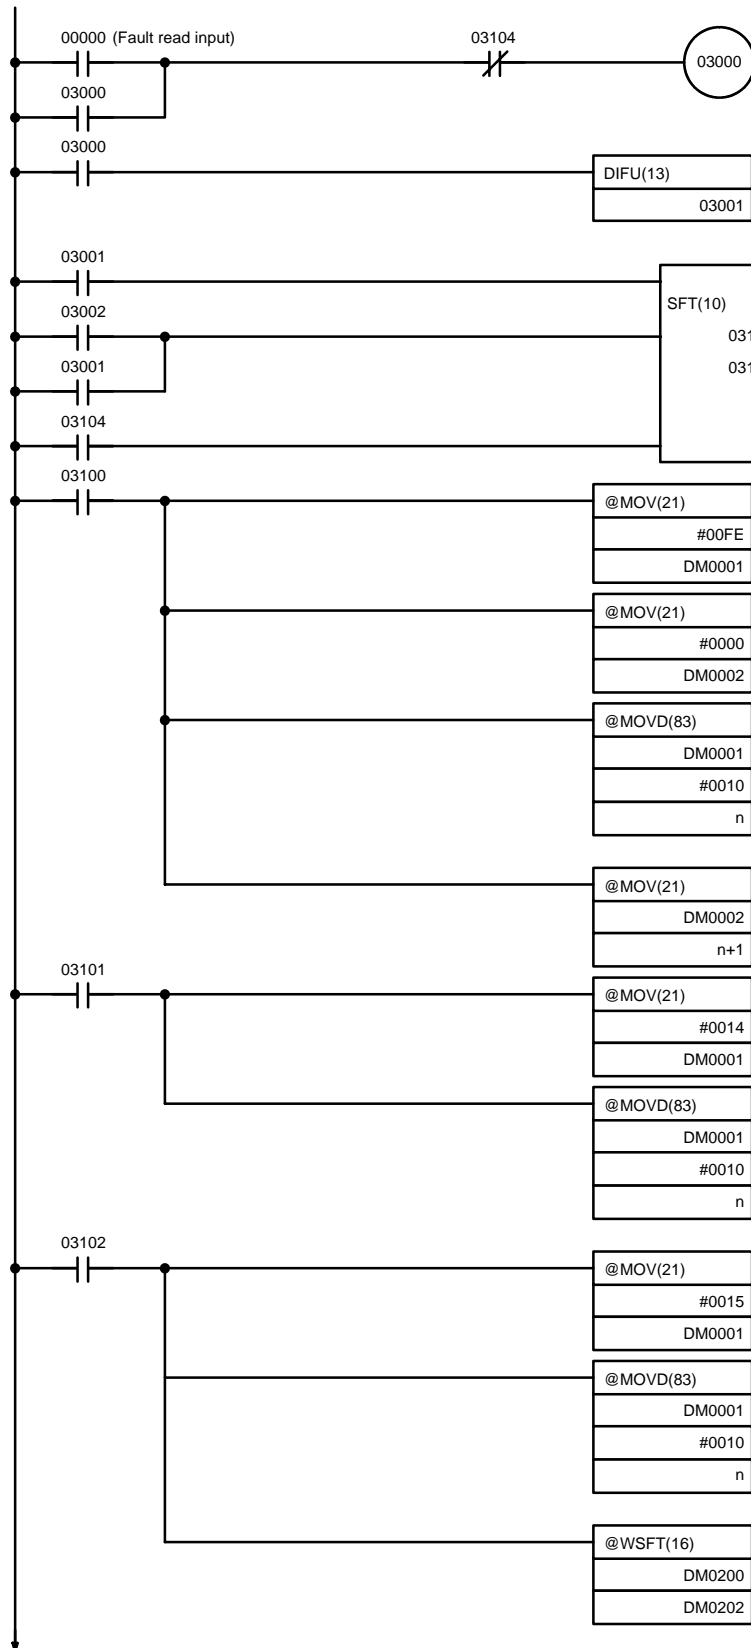 00000 (Fault read input)
03104
03000
03000
03000
DIFU(13)
03001
03001
SFT(10)
03002
031
03001
031
03104
03100
@MOV(21)
#00FE
DM0001
@MOV(21)
#0000
DM0002
@MOVD(83)
DM0001
#0010
n
@MOV(21)
DM0002
n+1
03101
@MOV(21)
#0014
DM0001
@MOVD(83)
DM0001
#0010
n
03102
@MOV(21)
#0015
DM0001
@MOVD(83)
DM0001
#0010
n
@WSFT(16)
DM0200
DM0202